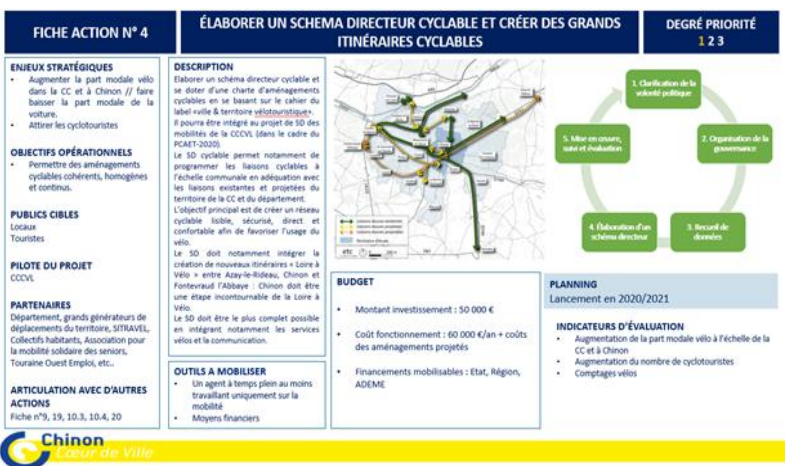 FICHE ACTION N° 4
ÉLABORER UN SCHEMA DIRECTEUR CYCLABLE ET CRÉER DES GRANDS
ITINÉRAIRES CYCLABLES
DEGRÉ PRIORITÉ
1 2 3
ENJEUX STRATÉGIQUES
• Augmenter la part modale vélo
dans la CC et à Chinon // faire
baisser la part modale de la
voiture.
• Attirer les cyclotouristes
OBJECTIFS OPÉRATIONNELS
• Permettre des aménagements
cyclables cohérents, homogènes
et continus.
PUBLICS CIBLES
Locaux
Touristes
PILOTE DU PROJET
CCCVL
PARTENAIRES
Département, grands générateurs de
déplacements du territoire, SITRAVEL,
Collectifs habitants, Association pour
la mobilité solidaire des seniors,
Touraine Ouest Emploi, etc..
ARTICULATION AVEC D'AUTRES
ACTIONS
Fiche n°9, 19, 10.3, 10.4, 20
DESCRIPTION
Elaborer un schéma directeur cyclable et
se doter d'une charte d'aménagements
cyclables en se basant sur le cahier du
label «ville & territoire vélotouristique».
Il pourra être intégré au projet de SD des
mobilités de la CCCVL (dans le cadre du
PCAET-2020).
Le SD cyclable permet notamment de
programmer les liaisons cyclables à
l'échelle communale en adéquation avec
les liaisons existantes et projetées du
territoire de la CC et du département.
L'objectif principal est de créer un réseau
cyclable lisible, sécurisé, direct et
confortable afin de favoriser l'usage du
vélo.
Le SD doit notamment intégrer la
création de nouveaux itinéraires « Loire à
Vélo » entre Azay-le-Rideau, Chinon et
Fontevraud l'Abbaye : Chinon doit être
une étape incontournable de la Loire à
Vélo.
Le SD doit être le plus complet possible
en intégrant notamment les services
vélos et la communication.
OUTILS A MOBILISER
• Un agent à temps plein au moins
travaillant uniquement sur la
mobilité
• Moyens financiers
etc
BUDGET
• Montant investissement : 50 000 €
• Coût fonctionnement : 60 000 €/an + coûts
des aménagements projetés
• Financements mobilisables : Etat, Région,
ADEME
1. Clarification de la
volonté politique
2. Organisation de la
gouvernance
3. Recueil de
données
4. Élaboration d'un
schéma directeur
5. Mise en œuvre,
suivi et évaluation
PLANNING
Lancement en 2020/2021
INDICATEURS D'ÉVALUATION
• Augmentation de la part modale vélo à l'échelle de la
CC et à Chinon
• Augmentation du nombre de cyclotouristes
• Comptages vélos
Chinon
Cœur de Ville